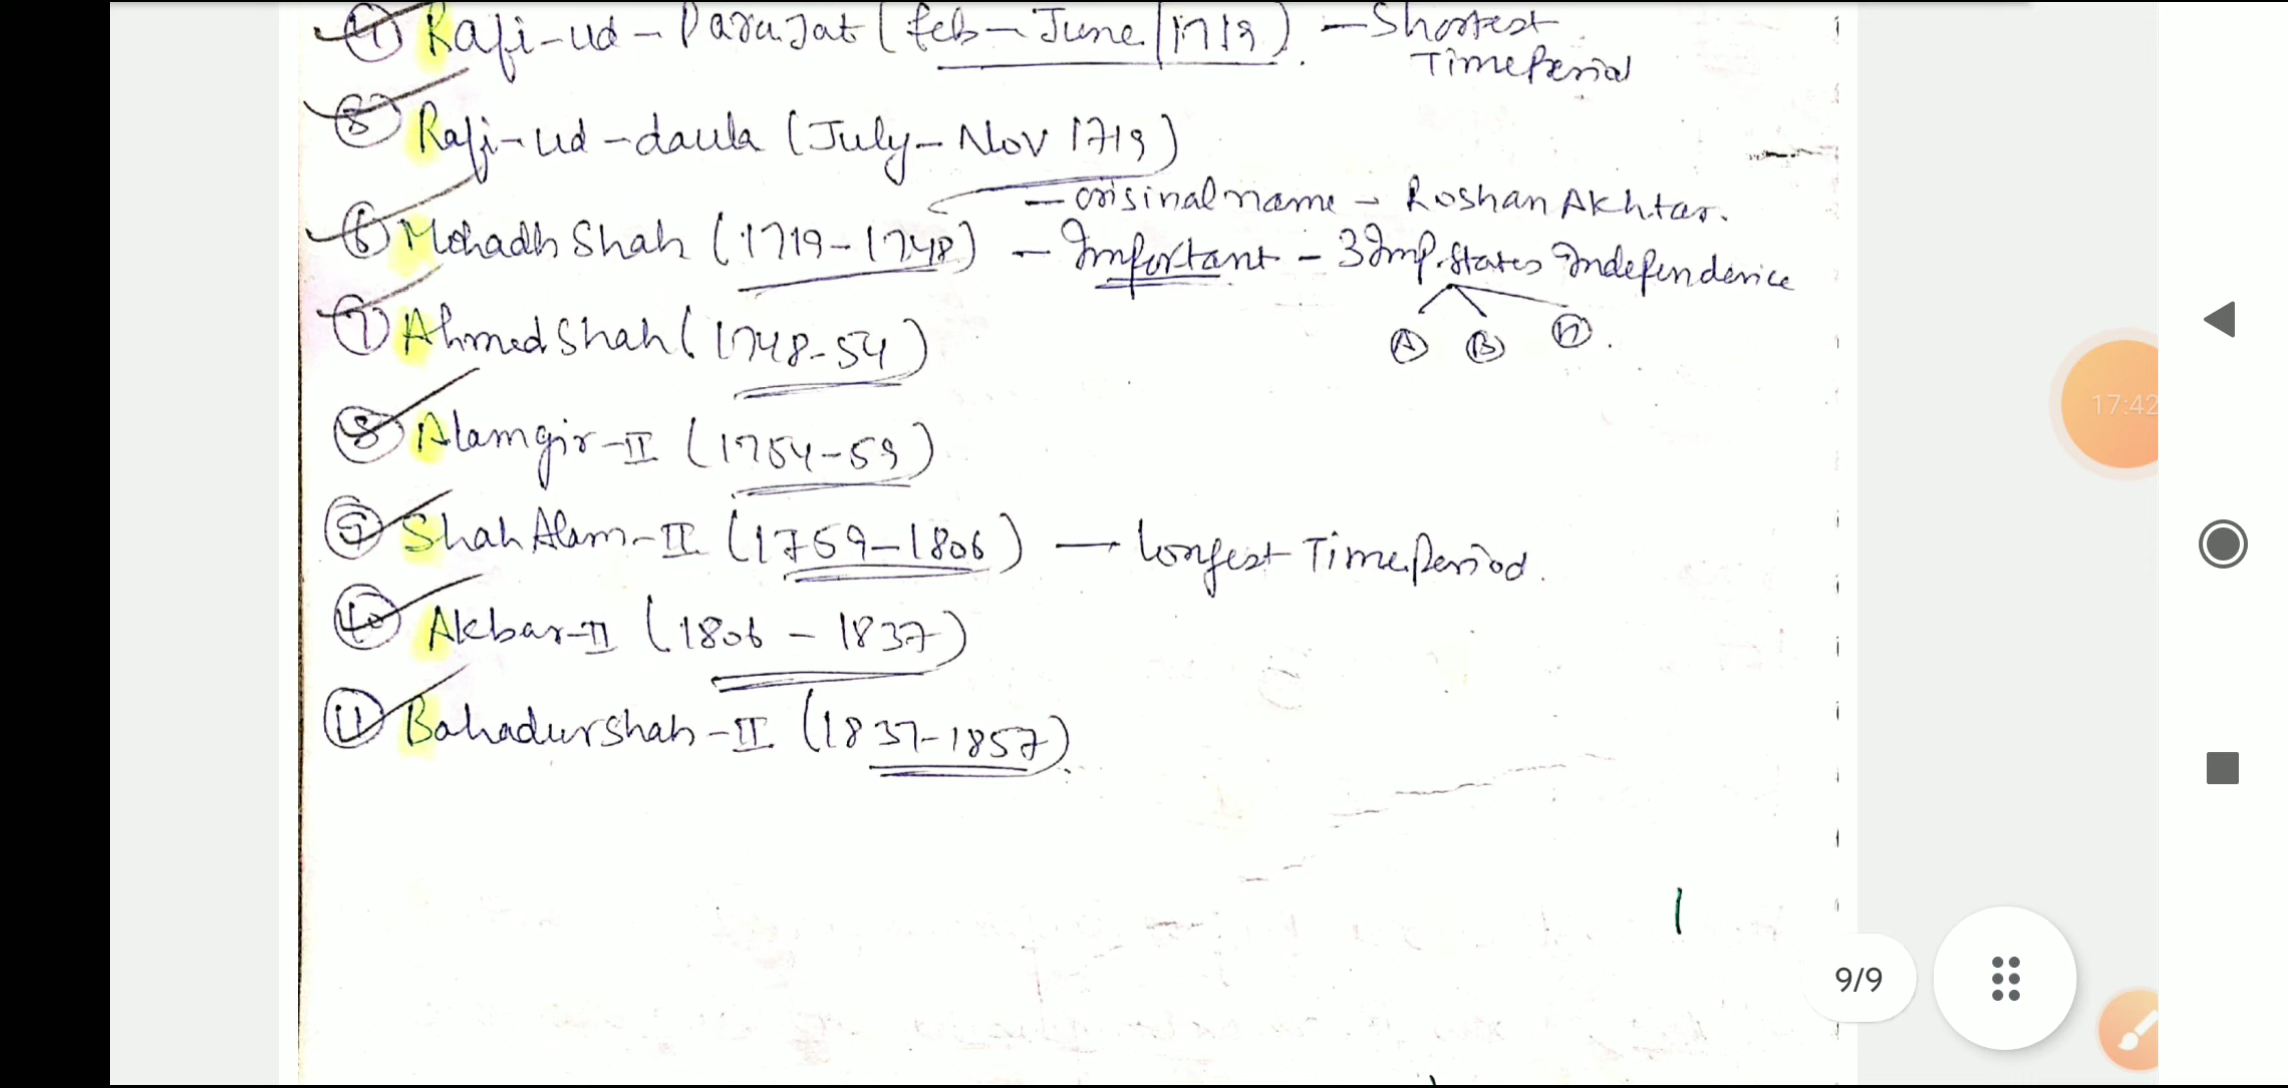 ④ Rafi-ud-Darajat (feb-June/1719) - Shortest
Time Period
⑤ Rafi-ud-daula (July-Nov 1719)
- original name - Roshan Akhtar.
⑥ Mohadh Shah (1719-1748) - Important - 3 Imp. States Independence
Ⓐ Ⓑ Ⓗ.
⑦ Ahmed Shah (1748-54)
17:42
⑧ Alamgir-II (1754-59)
⑨ Shah Alam-II (1759-1806) - longest Time Period.
⑩ Akbar-II (1806 - 1837)
⑪ Bahadurshah-II (1837-1857).
9/9